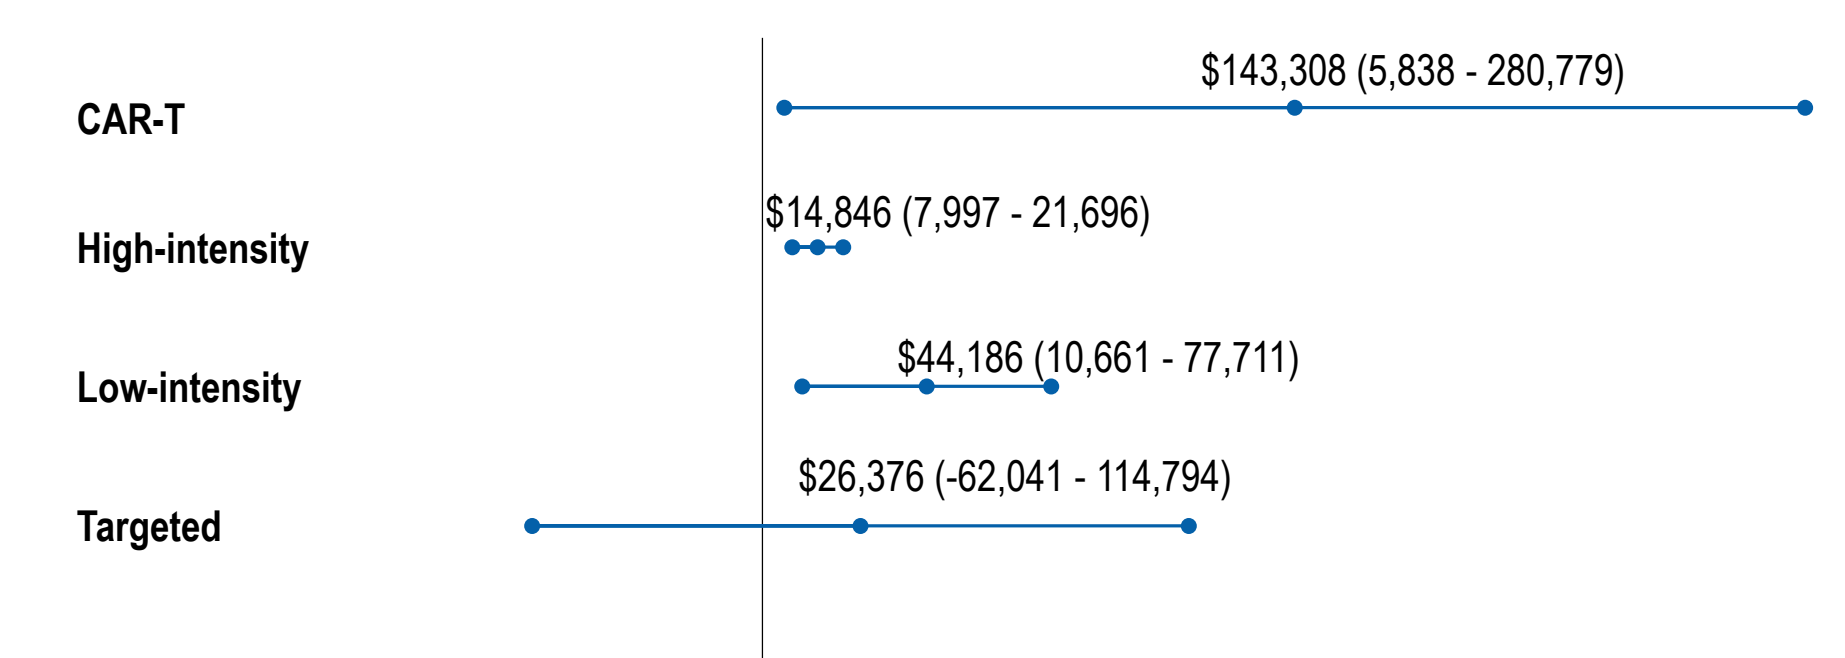 $143,308 (5,838 - 280,779)
CAR-T
$14,846 (7,997 - 21,696)
High-intensity
$44,186 (10,661 - 77,711)
Low-intensity
$26,376 (-62,041 - 114,794)
Targeted